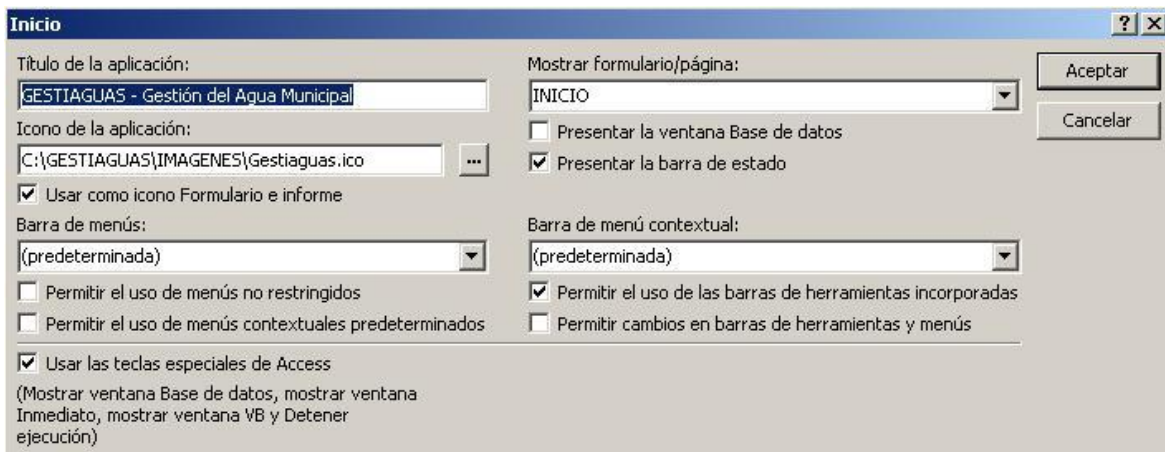 Inicio
Título de la aplicación:
GESTIAGUAS - Gestión del Agua Municipal
Icono de la aplicación:
C:\GESTIAGUAS\IMAGENES\Gestiaguas.ico
...
Usar como icono Formulario e informe
Barra de menús:
(predeterminada)
Permitir el uso de menús no restringidos
Permitir el uso de menús contextuales predeterminados
Mostrar formulario/página:
INICIO
Presentar la ventana Base de datos
Presentar la barra de estado
Barra de menú contextual:
(predeterminada)
Permitir el uso de las barras de herramientas incorporadas
Permitir cambios en barras de herramientas y menús
Aceptar
Cancelar
Usar las teclas especiales de Access
(Mostrar ventana Base de datos, mostrar ventana
Inmediato, mostrar ventana VB y Detener
ejecución)